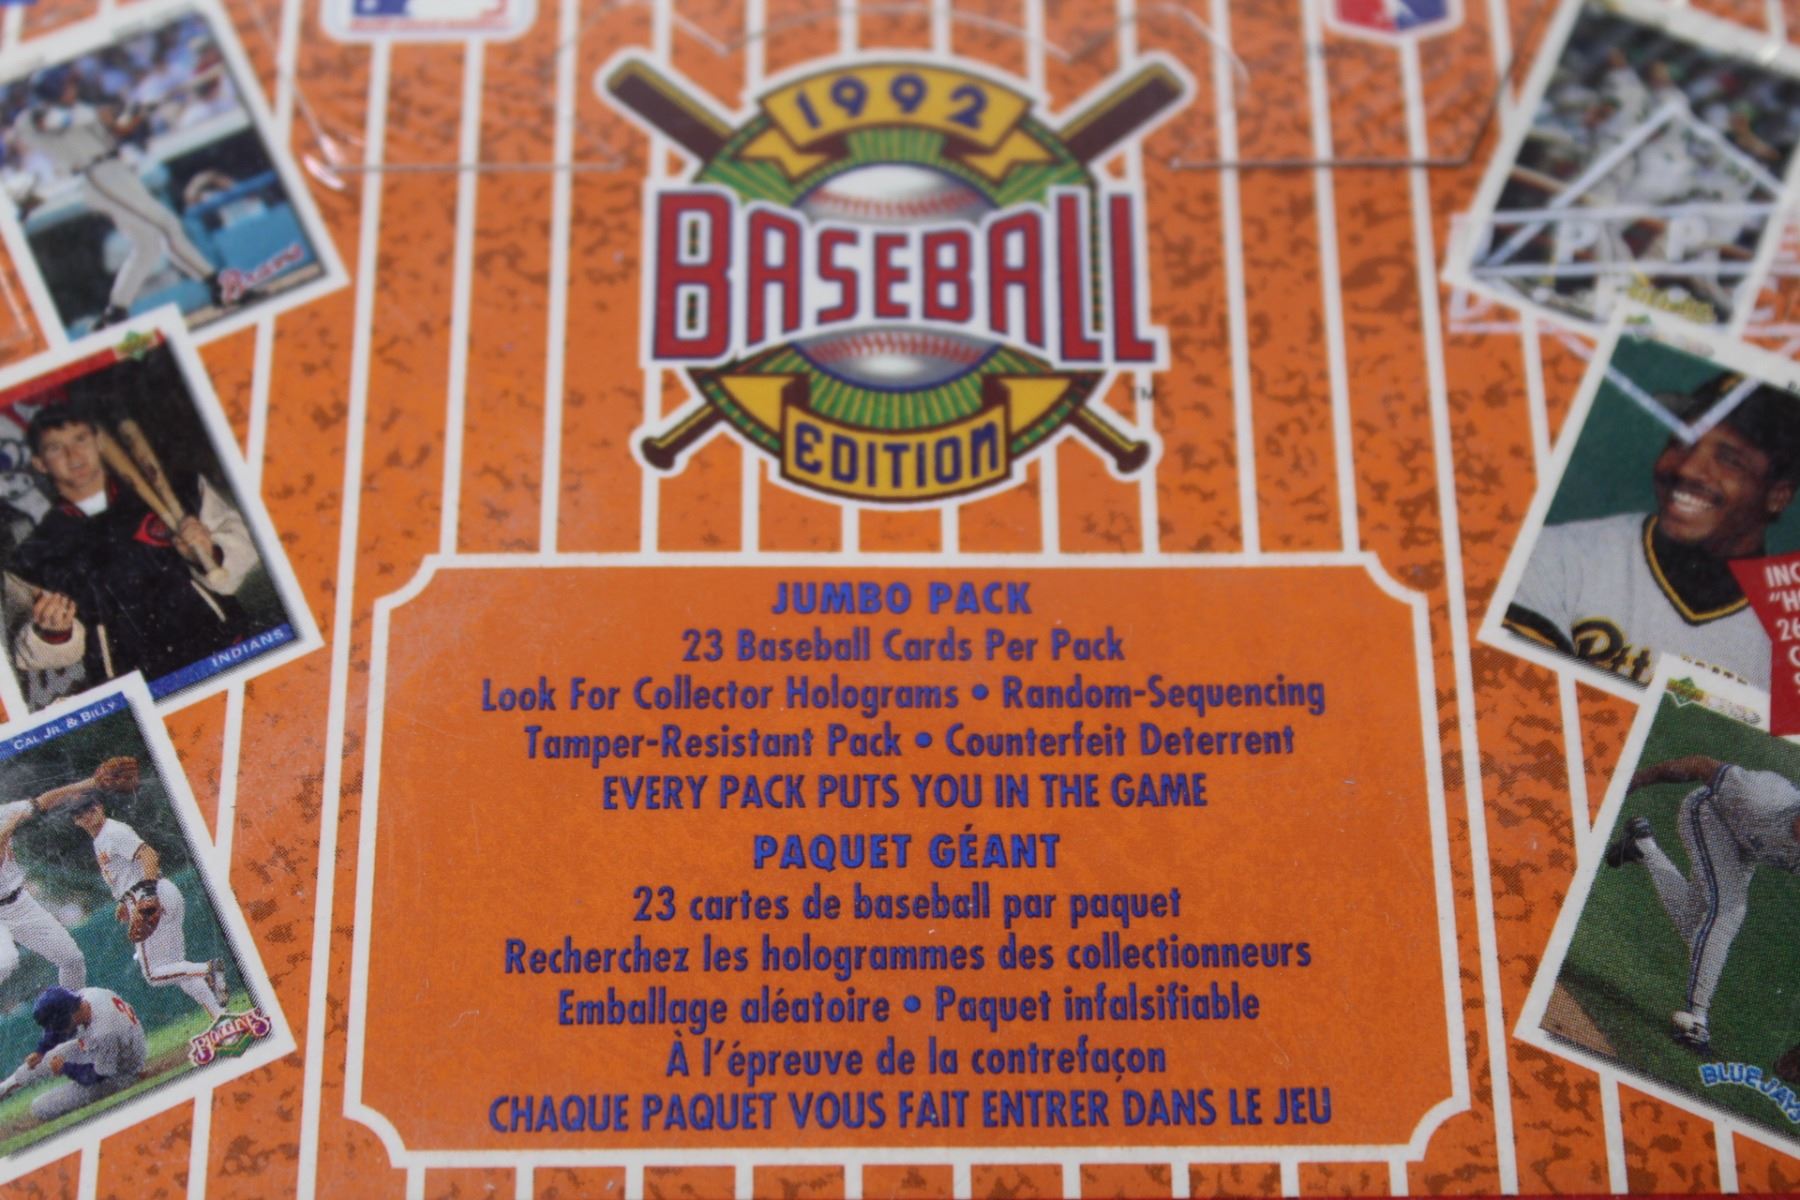 1992
BASEBALL
EDITION
TM
Braves
INDIANS
CAL JR. & BILLY
BLUE JAYS
JUMBO PACK
23 Baseball Cards Per Pack
Look For Collector Holograms • Random-Sequencing
Tamper-Resistant Pack • Counterfeit Deterrent
EVERY PACK PUTS YOU IN THE GAME
PAQUET GÉANT
23 cartes de baseball par paquet
Recherchez les hologrammes des collectionneurs
Emballage aléatoire • Paquet infalsifiable
À l'épreuve de la contrefaçon
CHAQUE PAQUET VOUS FAIT ENTRER DANS LE JEU